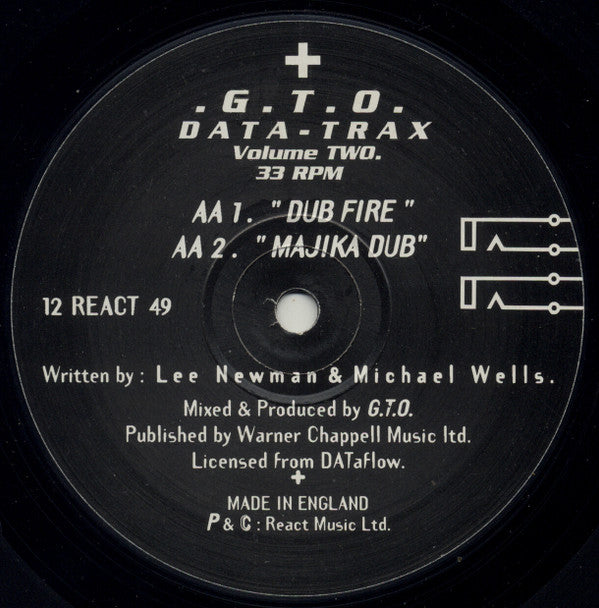 .G.T.O.
DATA-TRAX
Volume TWO.
33 RPM
AA 1. "DUB FIRE"
AA 2. "MAJIKA DUB"
12 REACT 49
Written by : Lee Newman & Michael Wells.
Mixed & Produced by G.T.O.
Published by Warner Chappell Music ltd.
Licensed from DATAflow.
MADE IN ENGLAND
P & C : React Music Ltd.